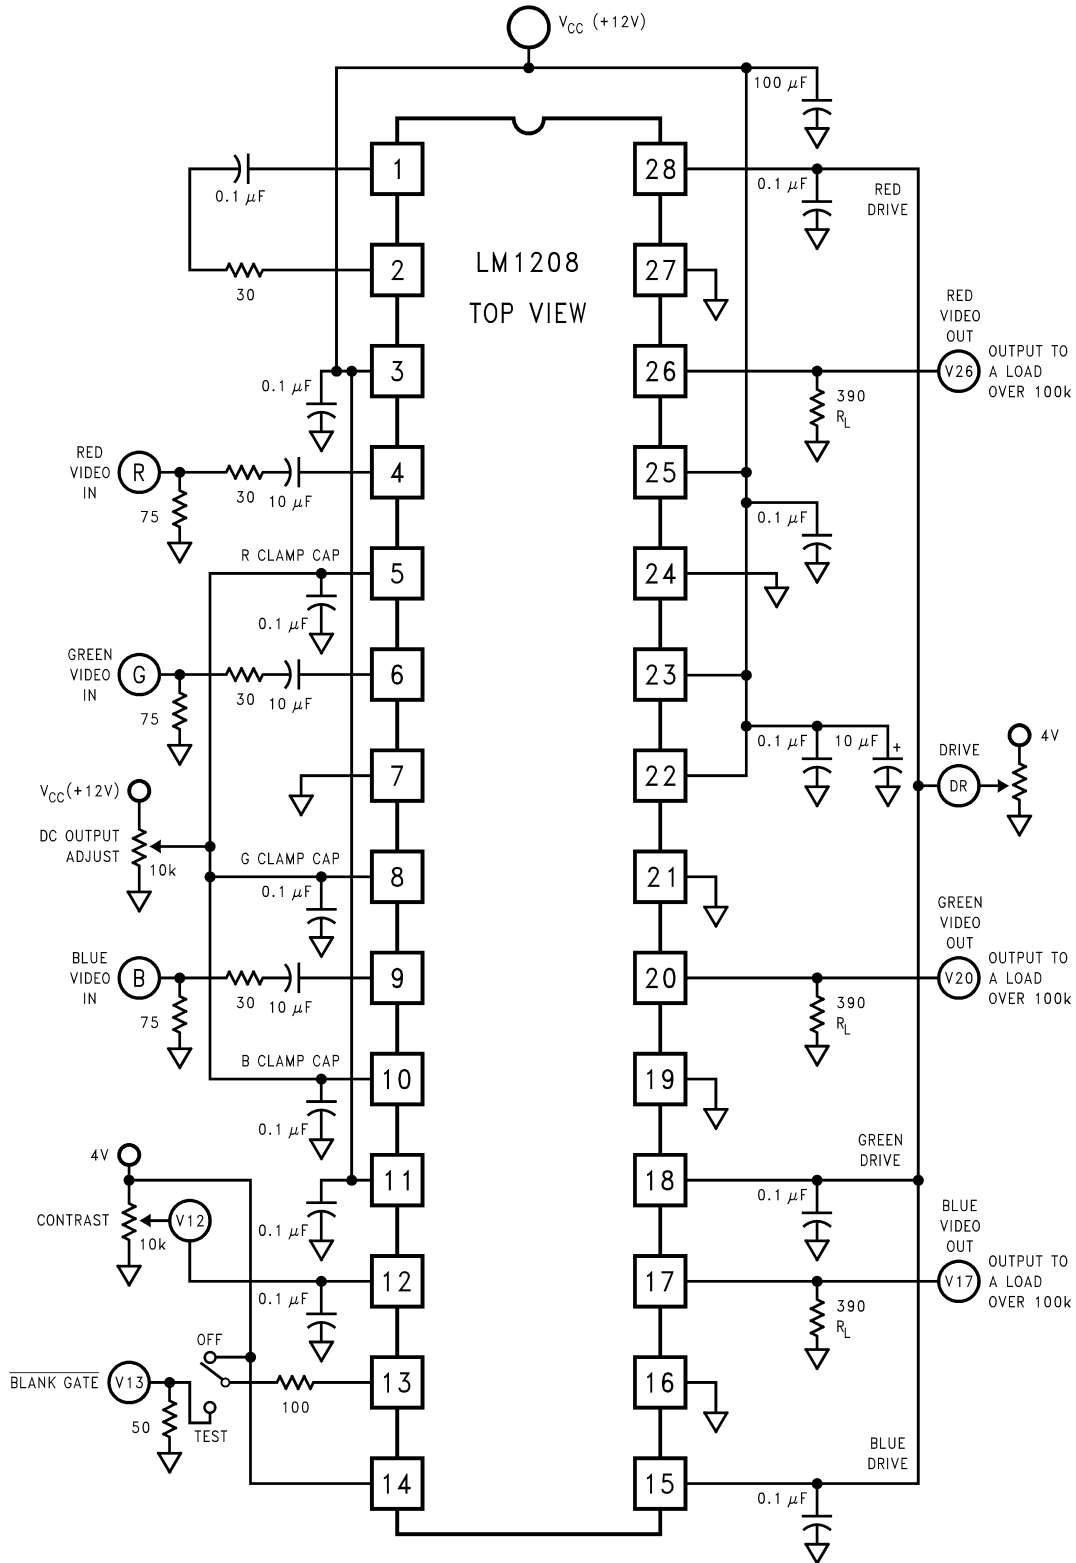 V_CC (+12V)
100 μF
1
0.1 μF
28
0.1 μF
RED
DRIVE
2
30
LM1208
TOP VIEW
27
3
0.1 μF
26
390
R_L
RED
VIDEO
OUT
V26
OUTPUT TO
A LOAD
OVER 100k
RED
VIDEO
IN
R
75
30
10 μF
4
25
0.1 μF
R CLAMP CAP
0.1 μF
5
24
GREEN
VIDEO
IN
G
75
30
10 μF
6
23
0.1 μF
10 μF
+
7
22
DRIVE
DR
4V
V_CC(+12V)
DC OUTPUT
ADJUST
10k
G CLAMP CAP
0.1 μF
8
21
BLUE
VIDEO
IN
B
75
30
10 μF
9
20
390
R_L
GREEN
VIDEO
OUT
V20
OUTPUT TO
A LOAD
OVER 100k
B CLAMP CAP
0.1 μF
10
19
4V
CONTRAST
10k
V12
0.1 μF
11
18
0.1 μF
GREEN
DRIVE
0.1 μF
12
17
390
R_L
BLUE
VIDEO
OUT
V17
OUTPUT TO
A LOAD
OVER 100k
BLANK GATE
V13
50
OFF
TEST
100
13
16
14
15
0.1 μF
BLUE
DRIVE